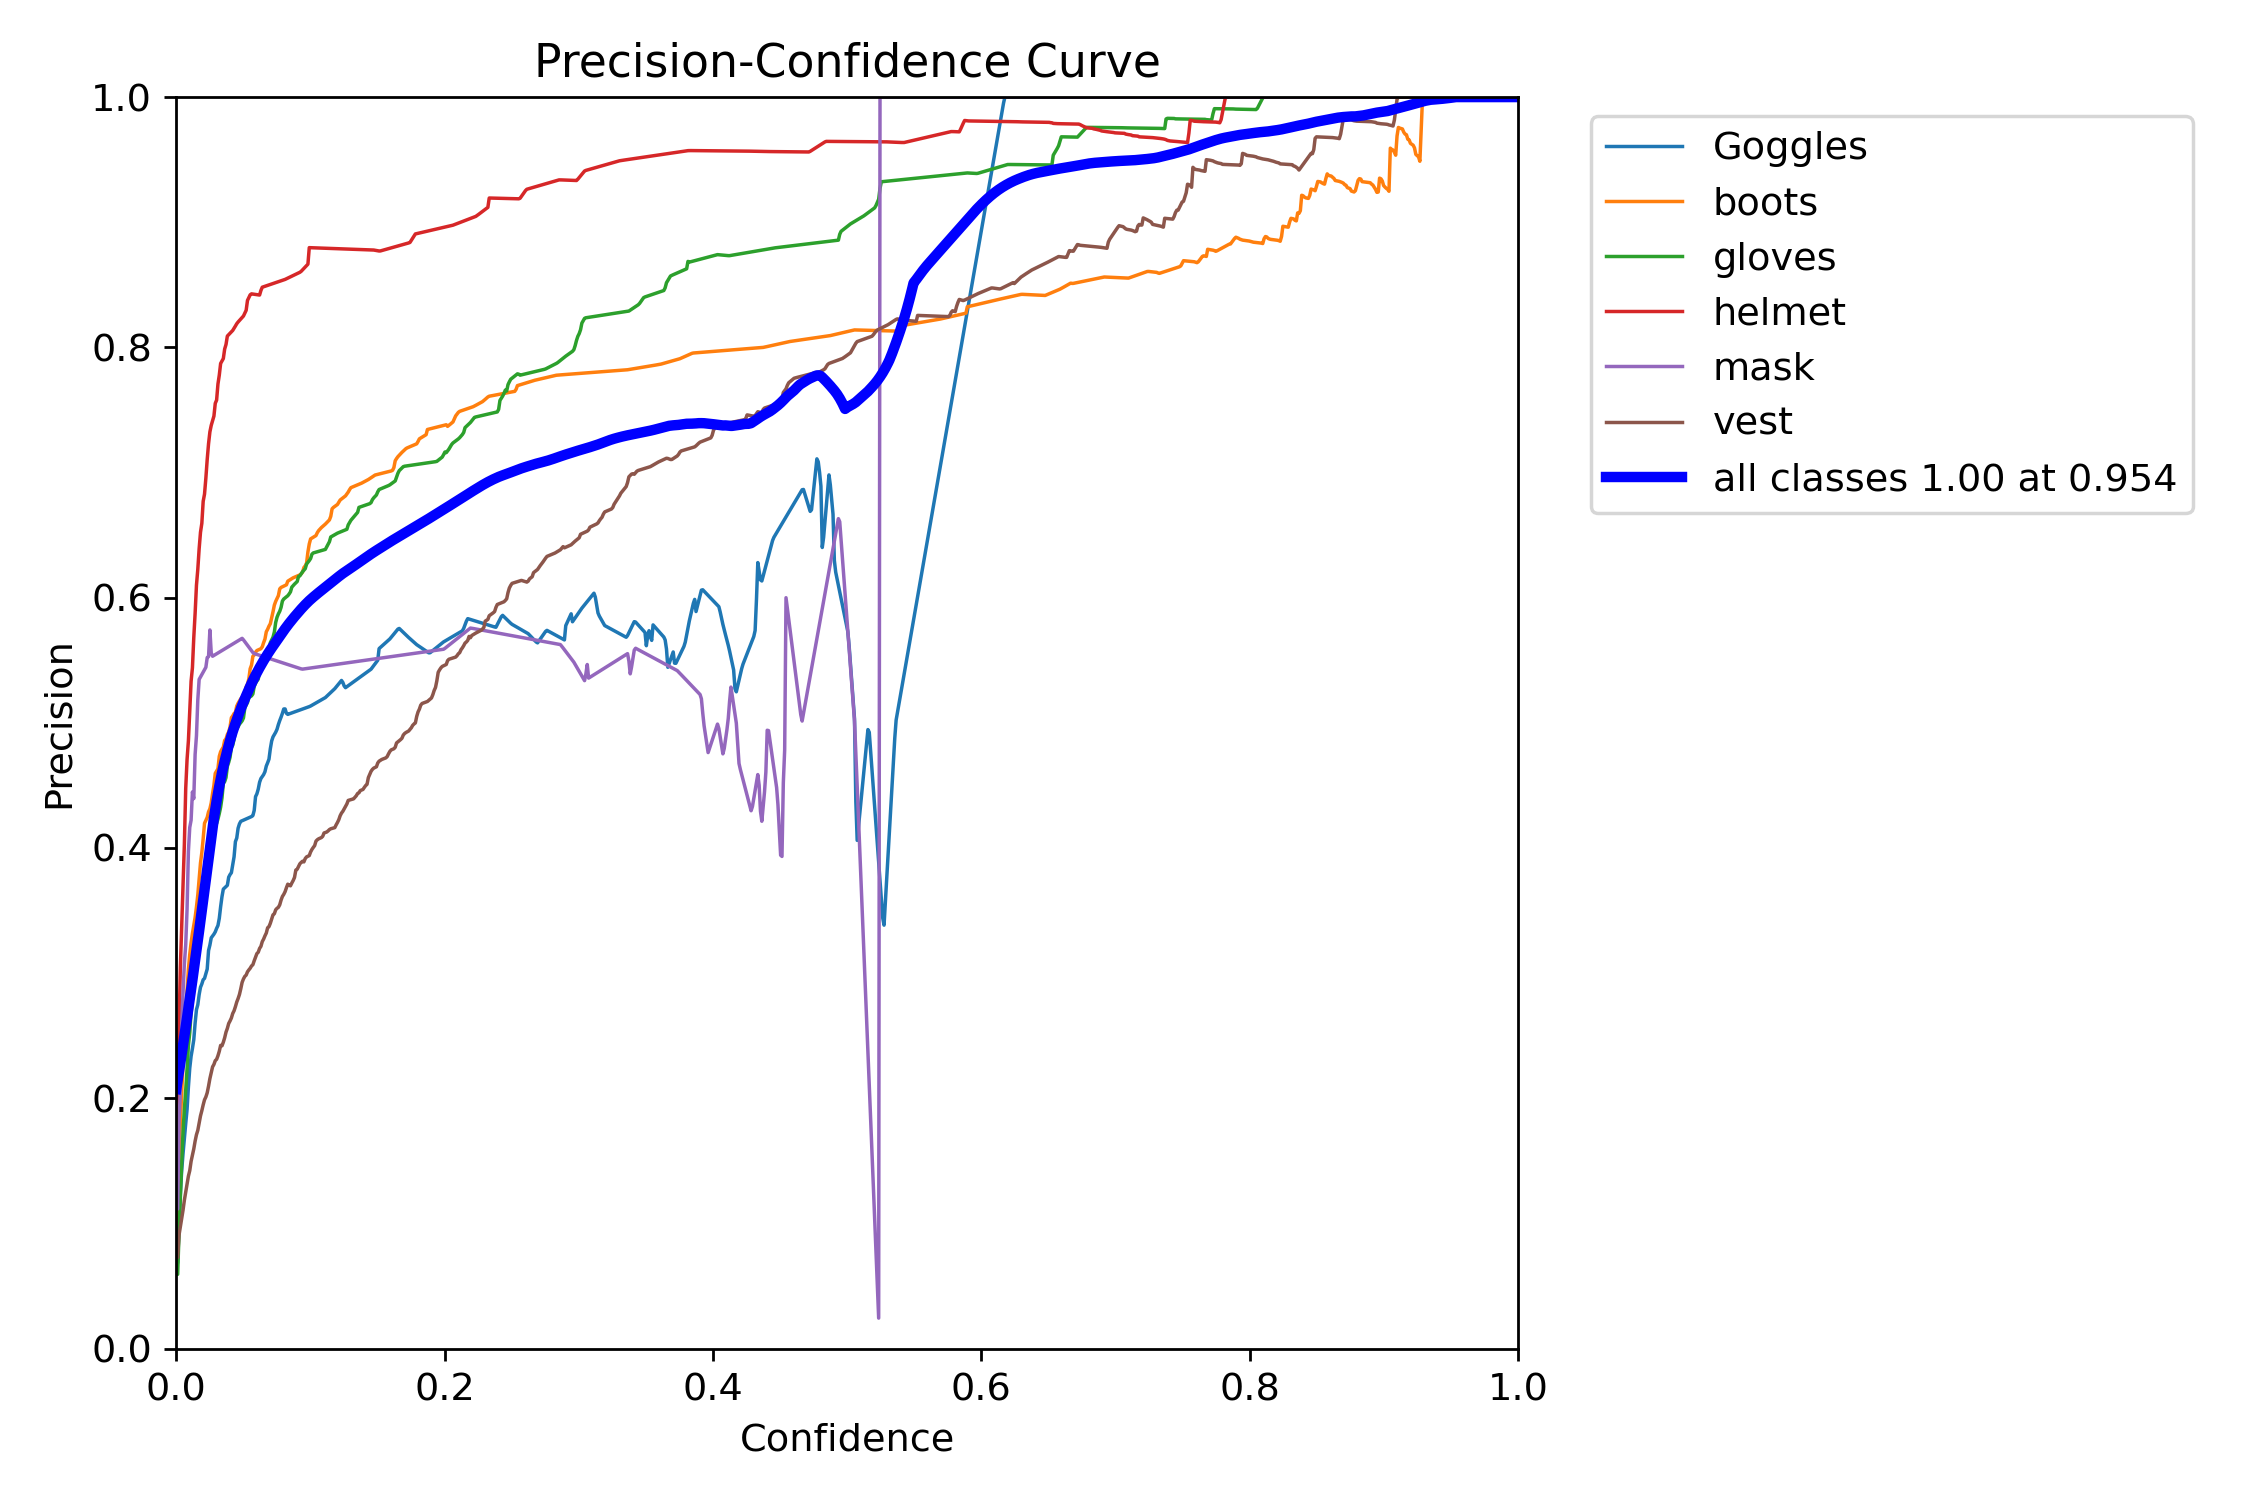 Precision-Confidence Curve
1.0
0.8
0.6
0.4
0.2
0.0
Precision
0.0 0.2 0.4 0.6 0.8 1.0
Confidence
Goggles
boots
gloves
helmet
mask
vest
all classes 1.00 at 0.954